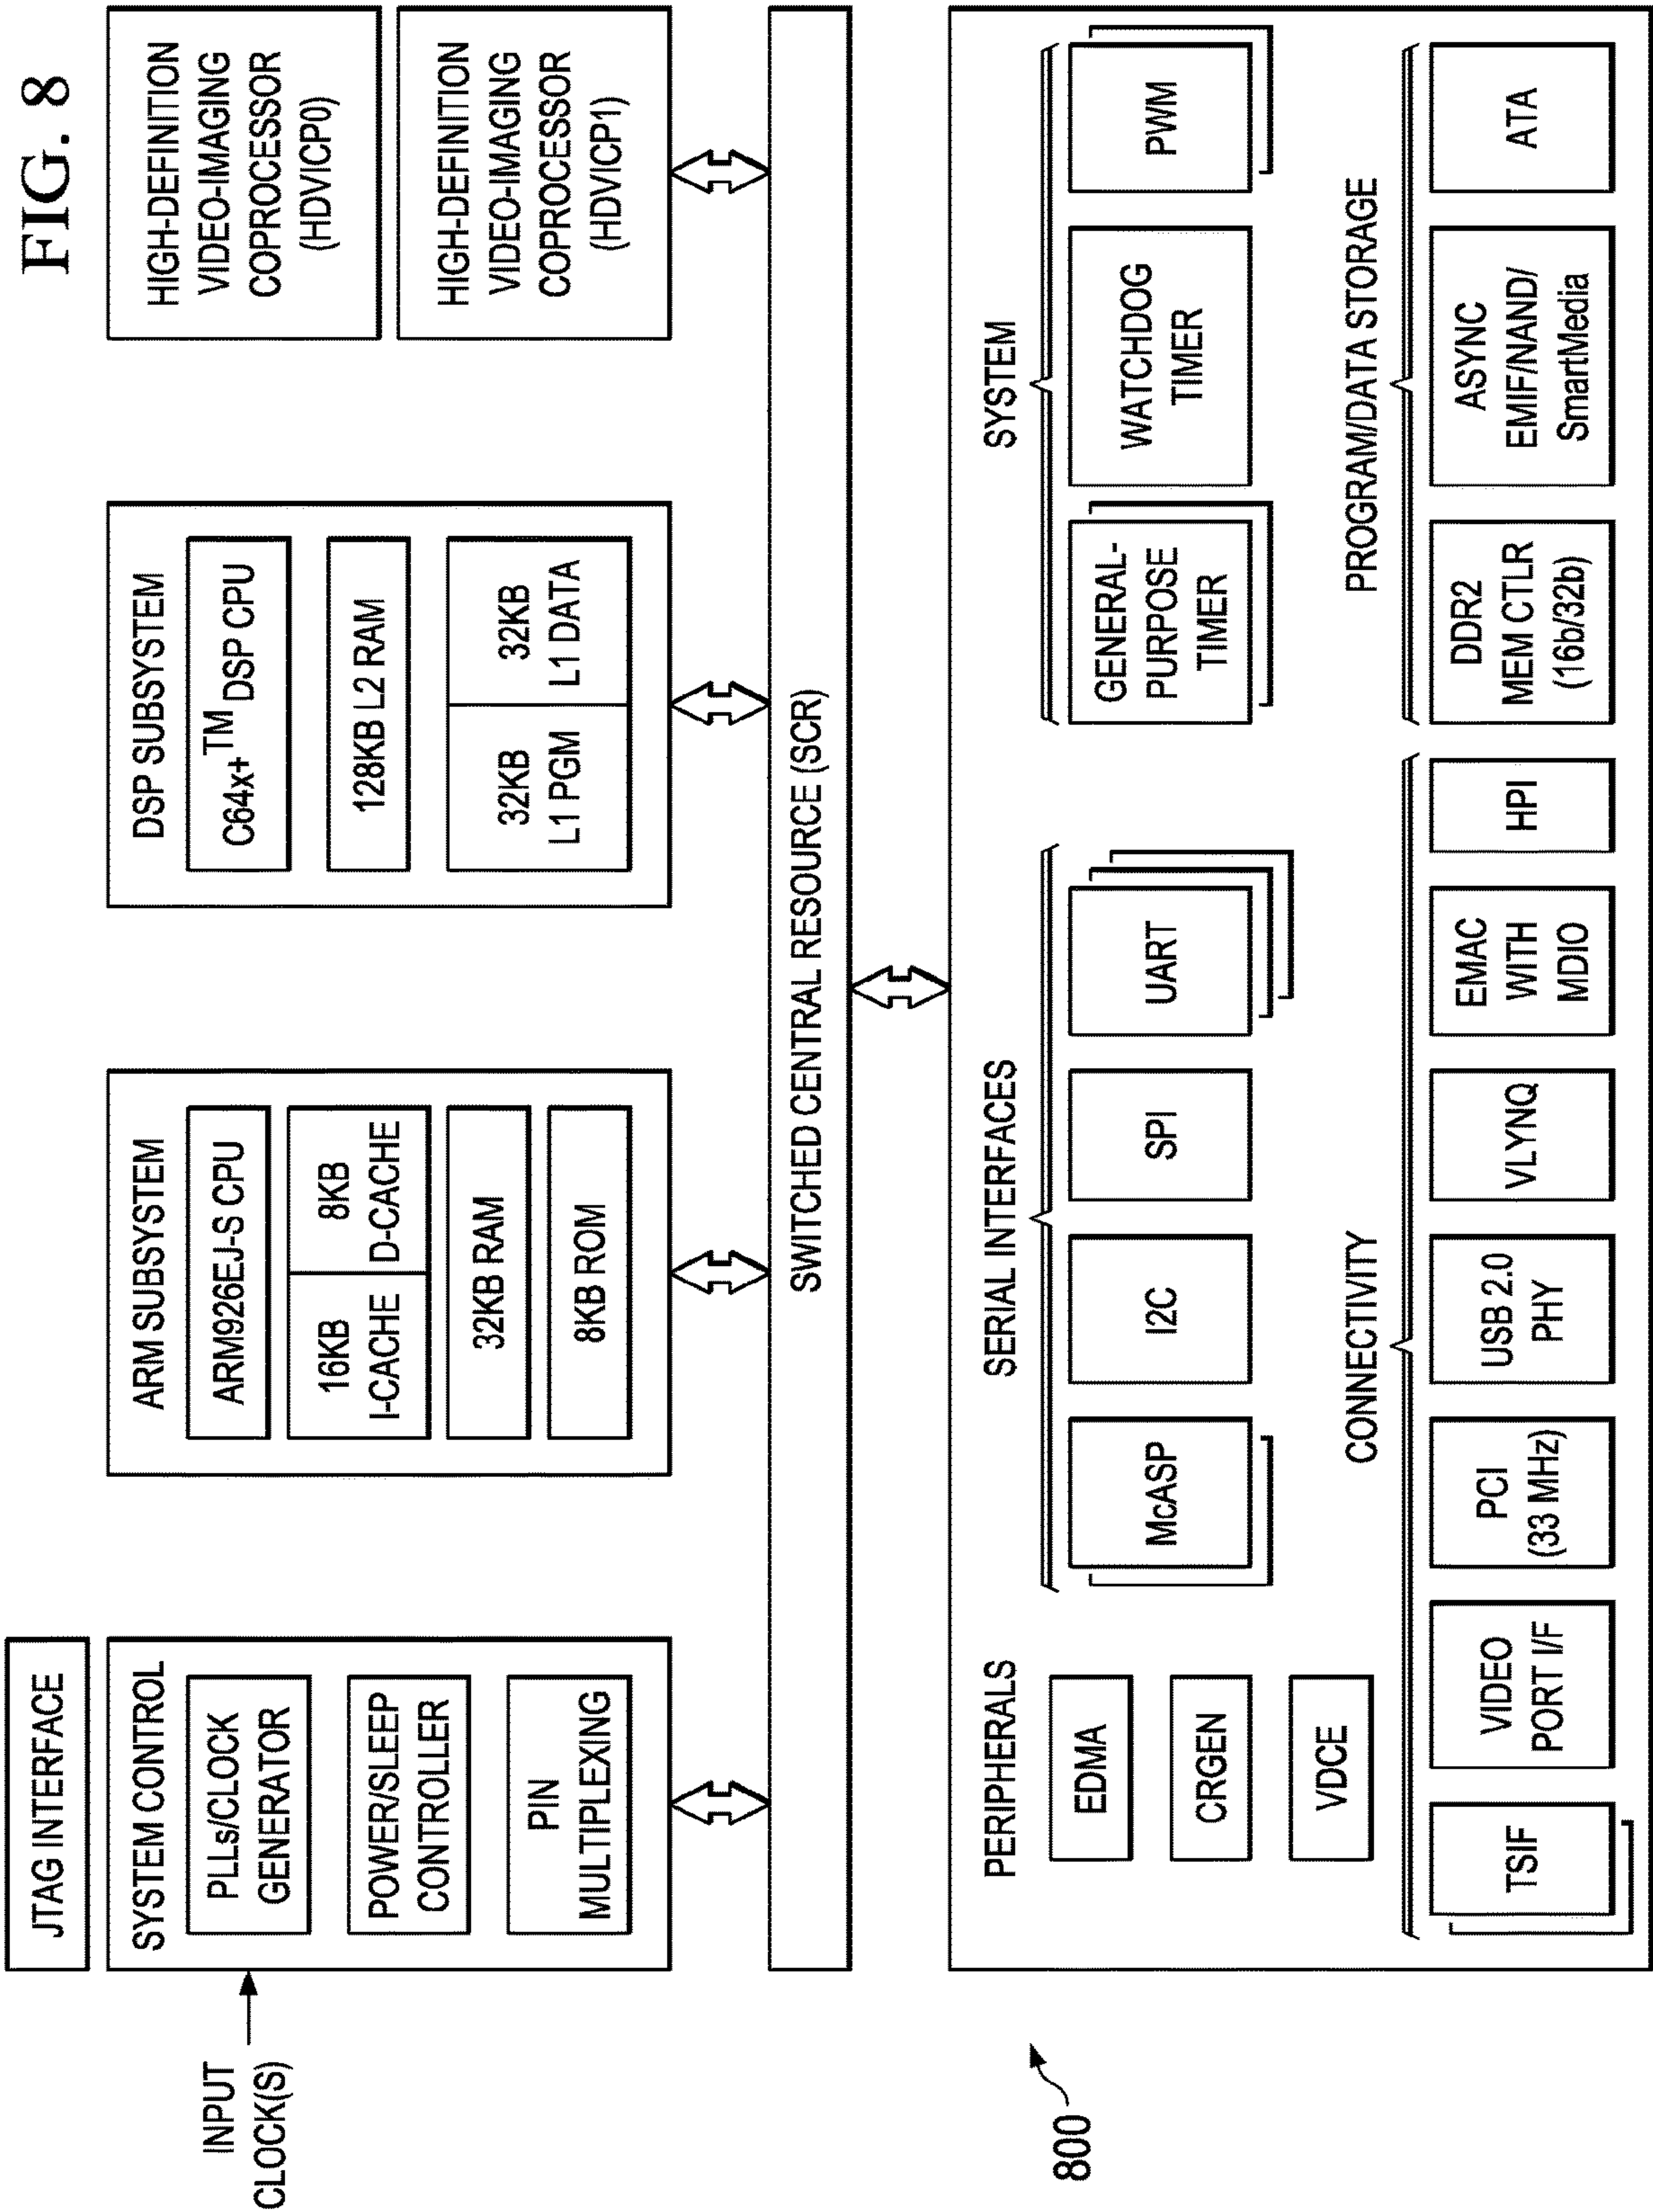 FIG. 8
JTAG INTERFACE
INPUT
CLOCK(S)
SYSTEM CONTROL
PLLs/CLOCK
GENERATOR
POWER/SLEEP
CONTROLLER
PIN
MULTIPLEXING
ARM SUBSYSTEM
ARM926EJ-S CPU
16KB
I-CACHE
8KB
D-CACHE
32KB RAM
8KB ROM
DSP SUBSYSTEM
C64x+TM DSP CPU
128KB L2 RAM
32KB
L1 PGM
32KB
L1 DATA
HIGH-DEFINITION
VIDEO-IMAGING
COPROCESSOR
(HDVICP0)
HIGH-DEFINITION
VIDEO-IMAGING
COPROCESSOR
(HDVICP1)
SWITCHED CENTRAL RESOURCE (SCR)
800
PERIPHERALS
EDMA
CRGEN
VDCE
SERIAL INTERFACES
McASP
I2C
SPI
UART
SYSTEM
GENERAL-
PURPOSE
TIMER
WATCHDOG
TIMER
PWM
CONNECTIVITY
TSIF
VIDEO
PORT I/F
PCI
(33 MHz)
USB 2.0
PHY
VLYNQ
EMAC
WITH
MDIO
HPI
PROGRAM/DATA STORAGE
DDR2
MEM CTLR
(16b/32b)
ASYNC
EMIF/NAND/
SmartMedia
ATA